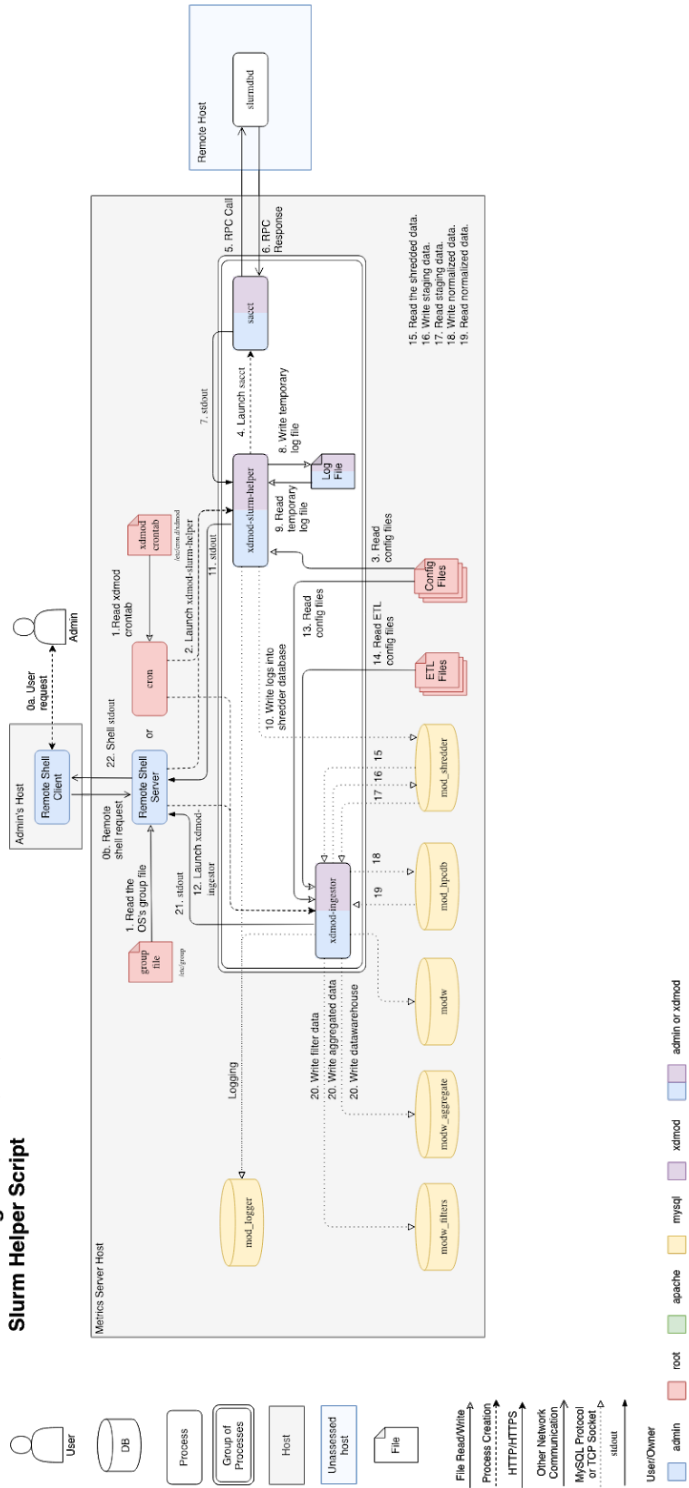 Slurm Helper Script
User
DB
Process
Group of
Processes
Host
Unassessed
host
File
File Read/Write
Process Creation
HTTP/HTTPS
Other Network
Communication
MySQL Protocol
or TCP Socket
stdout
User/Owner
admin
root
apache
mysql
xdmod
admin or xdmod
Admin's Host
Remote Shell
Client
0a. User
request
Admin
0b. Remote
shell request
22. Shell stdout
Metrics Server Host
1. Read the
OS's group file
group
file
/etc/group
Remote Shell
Server
or
cron
1.Read xdmod
crontab
xdmod
crontab
/etc/cron.d/xdmod
2. Launch xdmod-slurm-helper
11. stdout
21. stdout
12. Launch xdmod-
ingestor
Logging
mod_logger
xdmod-ingestor
xdmod-slurm-helper
sacct
7. stdout
4. Launch sacct
8. Write temporary
log file
9. Read
temporary
log file
Log
File
5. RPC Call
6. RPC
Response
Remote Host
slurmdbd
3. Read
config files
13. Read
config files
14. Read ETL
config files
10. Write logs into
shredder database
Config
Files
ETL
Files
15
16
17
18
19
20. Write filter data
20. Write aggregated data
20. Write datawarehouse
modw_filters
modw_aggregate
modw
mod_hpcdb
mod_shredder
15. Read the shredded data.
16. Write staging data.
17. Read staging data.
18. Write normalized data.
19. Read normalized data.